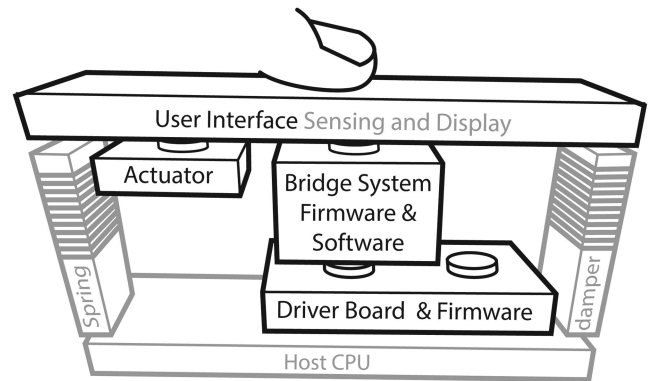 User Interface Sensing and Display
Actuator
Bridge System
Firmware &
Software
Spring
damper
Driver Board & Firmware
Host CPU